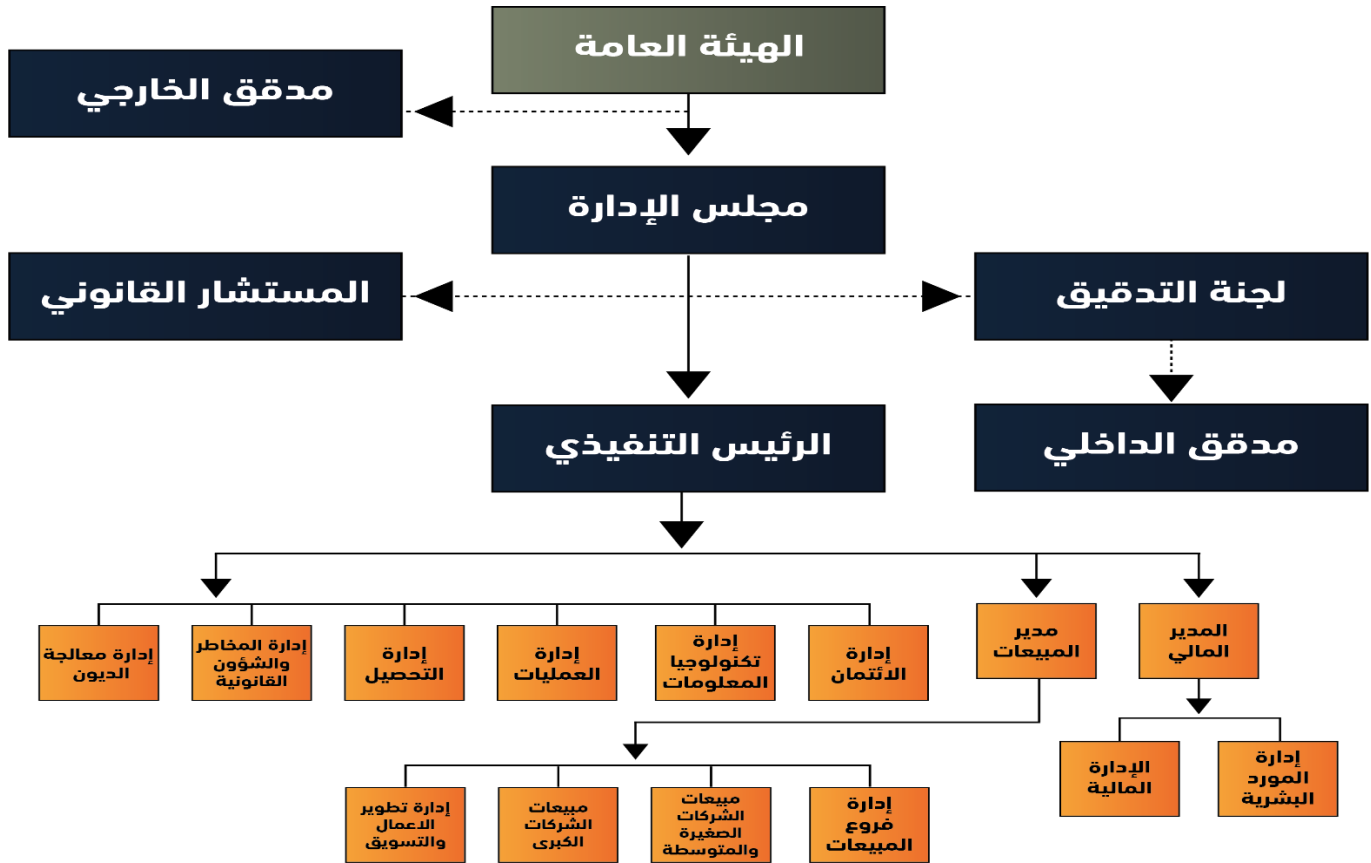 الهيئة العامة
مدقق الخارجي
مجلس الإدارة
لجنة التدقيق
المستشار القانوني
مدقق الداخلي
الرئيس التنفيذي
المدير
المالي
مدير
المبيعات
إدارة
الائتمان
إدارة
تكنولوجيا
المعلومات
إدارة
العمليات
إدارة
التحصيل
إدارة المخاطر
والشؤون
القانونية
إدارة معالجة
الديون
إدارة
المورد
البشرية
الإدارة
المالية
إدارة
فروع
المبيعات
مبيعات
الشركات
الصغيرة
والمتوسطة
مبيعات
الشركات
الكبرى
إدارة تطوير
الاعمال
والتسويق